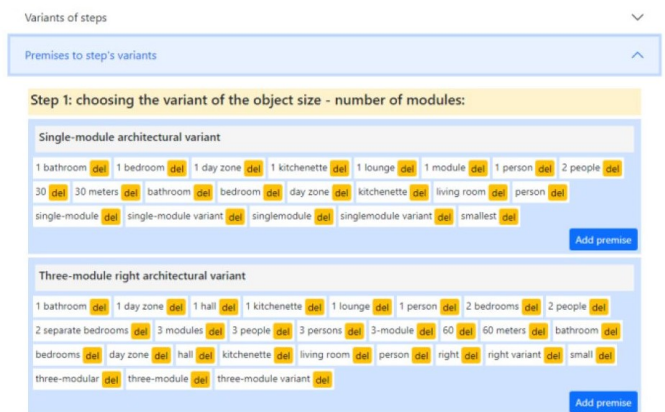 Variants of steps
Premises to step's variants
Step 1: choosing the variant of the object size - number of modules:
Single-module architectural variant
1 bathroom del 1 bedroom del 1 day zone del 1 kitchenette del 1 lounge del 1 module del 1 person del 2 people del
30 del 30 meters del bathroom del bedroom del day zone del kitchenette del living room del person del
single-module del single-module variant del singlemodule del singlemodule variant del smallest del
Add premise
Three-module right architectural variant
1 bathroom del 1 day zone del 1 hall del 1 kitchenette del 1 lounge del 1 person del 2 bedrooms del 2 people del
2 separate bedrooms del 3 modules del 3 people del 3 persons del 3-module del 60 del 60 meters del bathroom del
bedrooms del day zone del hall del kitchenette del living room del person del right del right variant del small del
three-modular del three-module del three-module variant del
Add premise